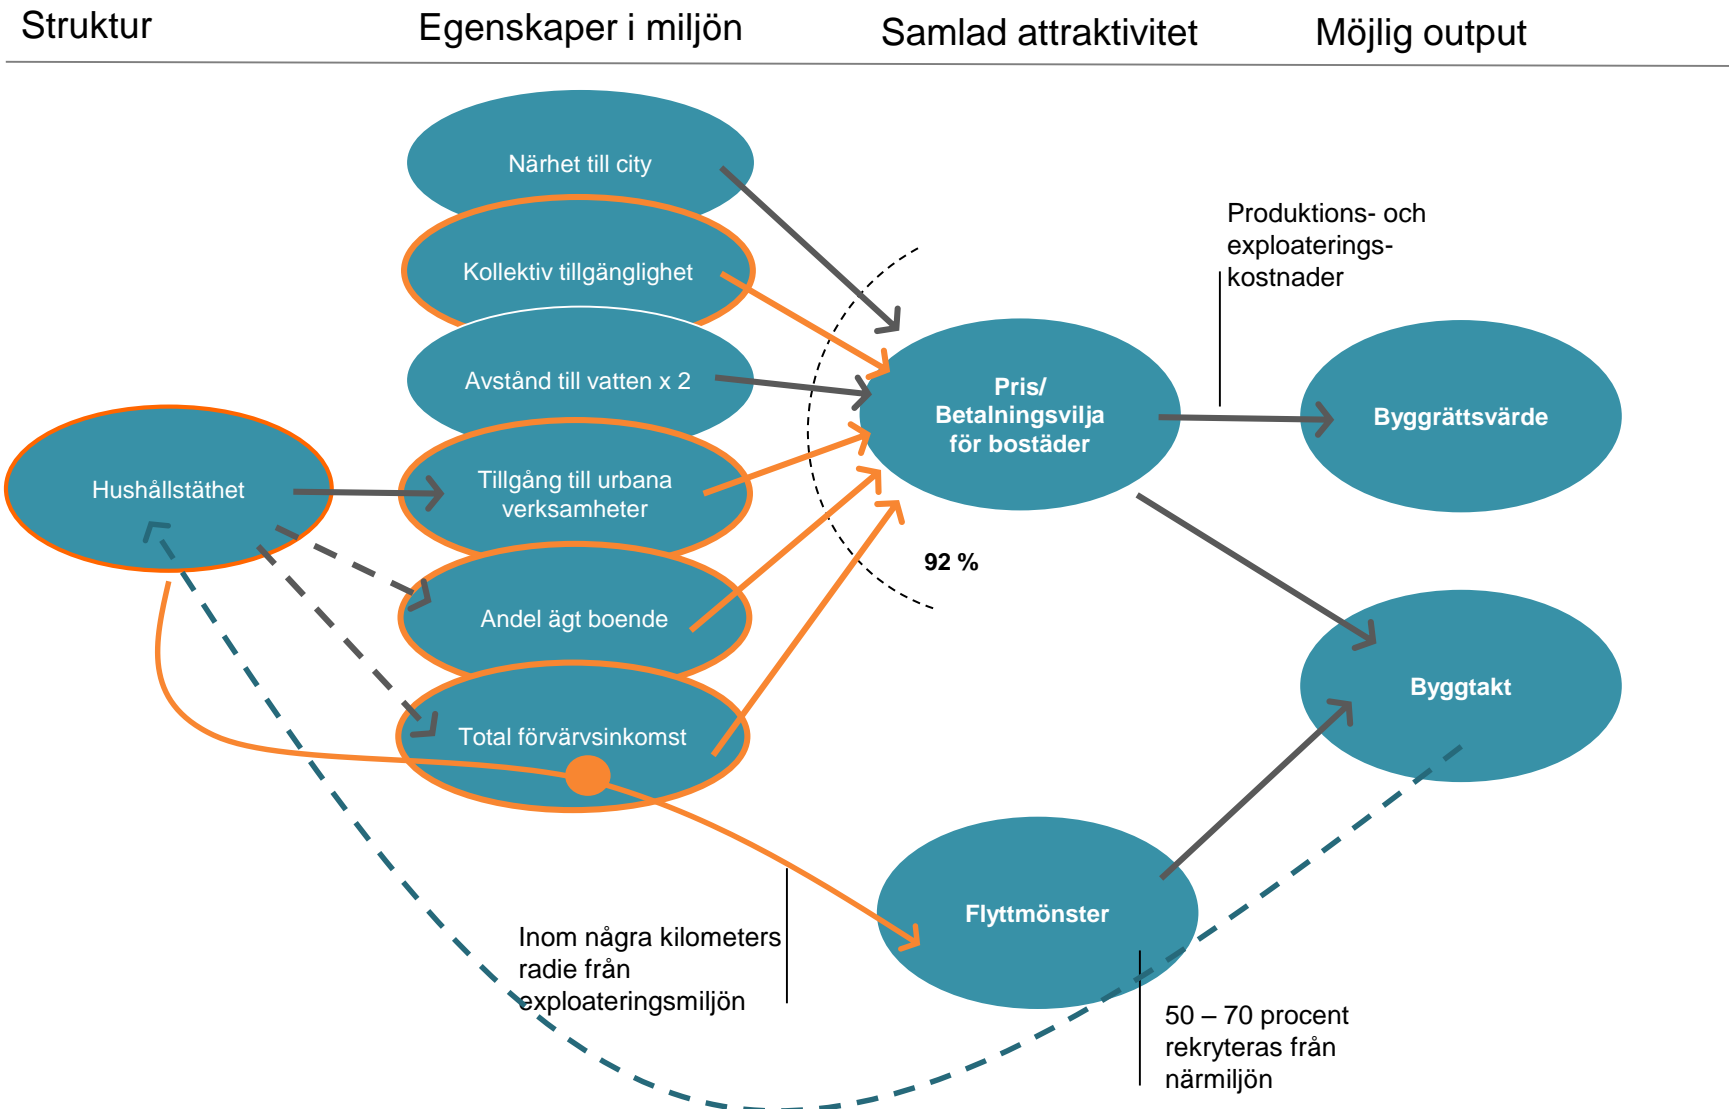 Struktur
Egenskaper i miljön
Samlad attraktivitet
Möjlig output
Närhet till city
Kollektiv tillgänglighet
Avstånd till vatten x 2
Tillgång till urbana
verksamheter
Andel ägt boende
Total förvärvsinkomst
Hushållstäthet
Pris/
Betalningsvilja
för bostäder
92 %
Produktions- och
exploaterings-
kostnader
Byggrättsvärde
Byggtakt
Flyttmönster
Inom några kilometers
radie från
exploateringsmiljön
50 – 70 procent
rekryteras från
närmiljön